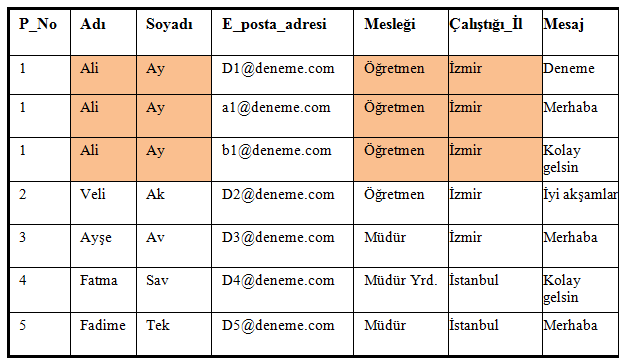 P_No Adı Soyadı E_posta_adresi Mesleği Çalıştığı_İl Mesaj
1 Ali Ay D1@deneme.com Öğretmen İzmir Deneme
1 Ali Ay a1@deneme.com Öğretmen İzmir Merhaba
1 Ali Ay b1@deneme.com Öğretmen İzmir Kolay
gelsin
2 Veli Ak D2@deneme.com Öğretmen İzmir İyi akşamlar
3 Ayşe Av D3@deneme.com Müdür İzmir Merhaba
4 Fatma Sav D4@deneme.com Müdür Yrd. İstanbul Kolay
gelsin
5 Fadime Tek D5@deneme.com Müdür İstanbul Merhaba